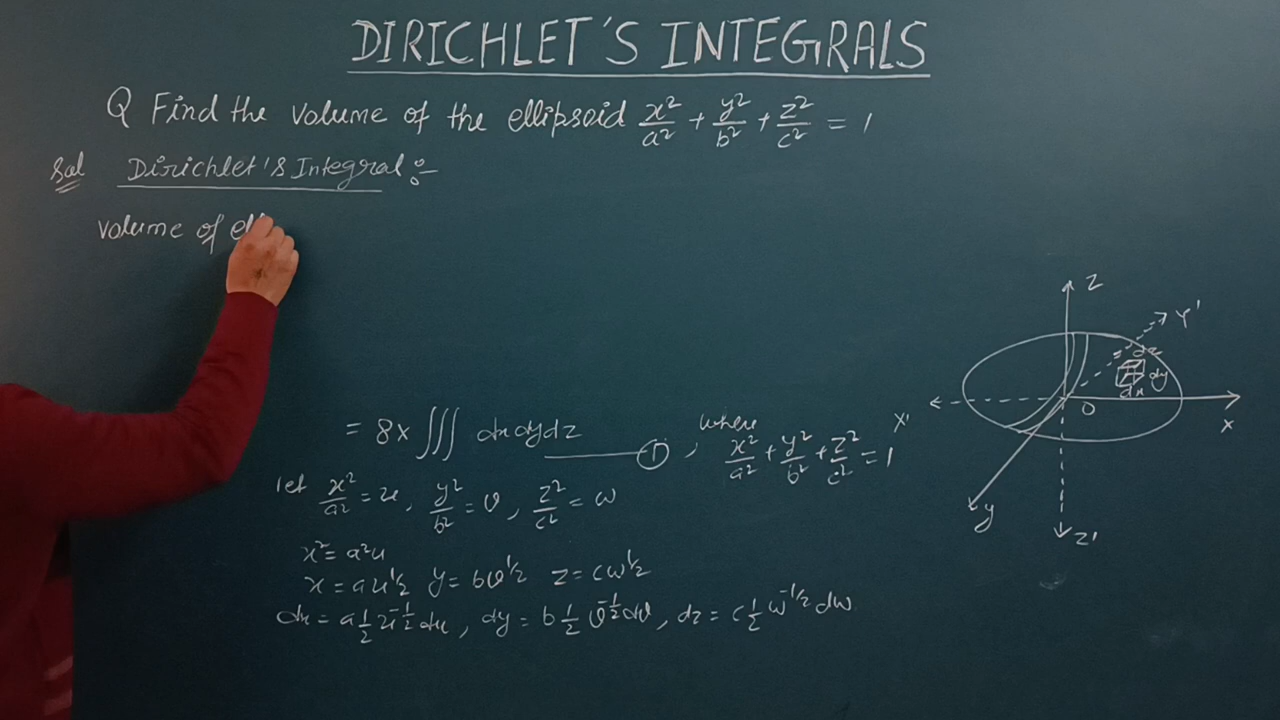 DIRICHLET'S INTEGRALS
Q Find the volume of the ellipsoid x²/a² + y²/b² + z²/c² = 1
Sol Dirichlet's Integral :-
volume of ell
= 8x ∭ dx dy dz ——— ① , where x²/a² + y²/b² + z²/c² = 1
let x²/a² = u, y²/b² = v, z²/c² = w
x² = a²u
x = au^1/2 y = bv^1/2 z = cw^1/2
dx = a 1/2 u^-1/2 du, dy = b 1/2 v^-1/2 dv, dz = c 1/2 w^-1/2 dw
Z
Y'
dz
dy
dx
X'
O
X
y
Z'